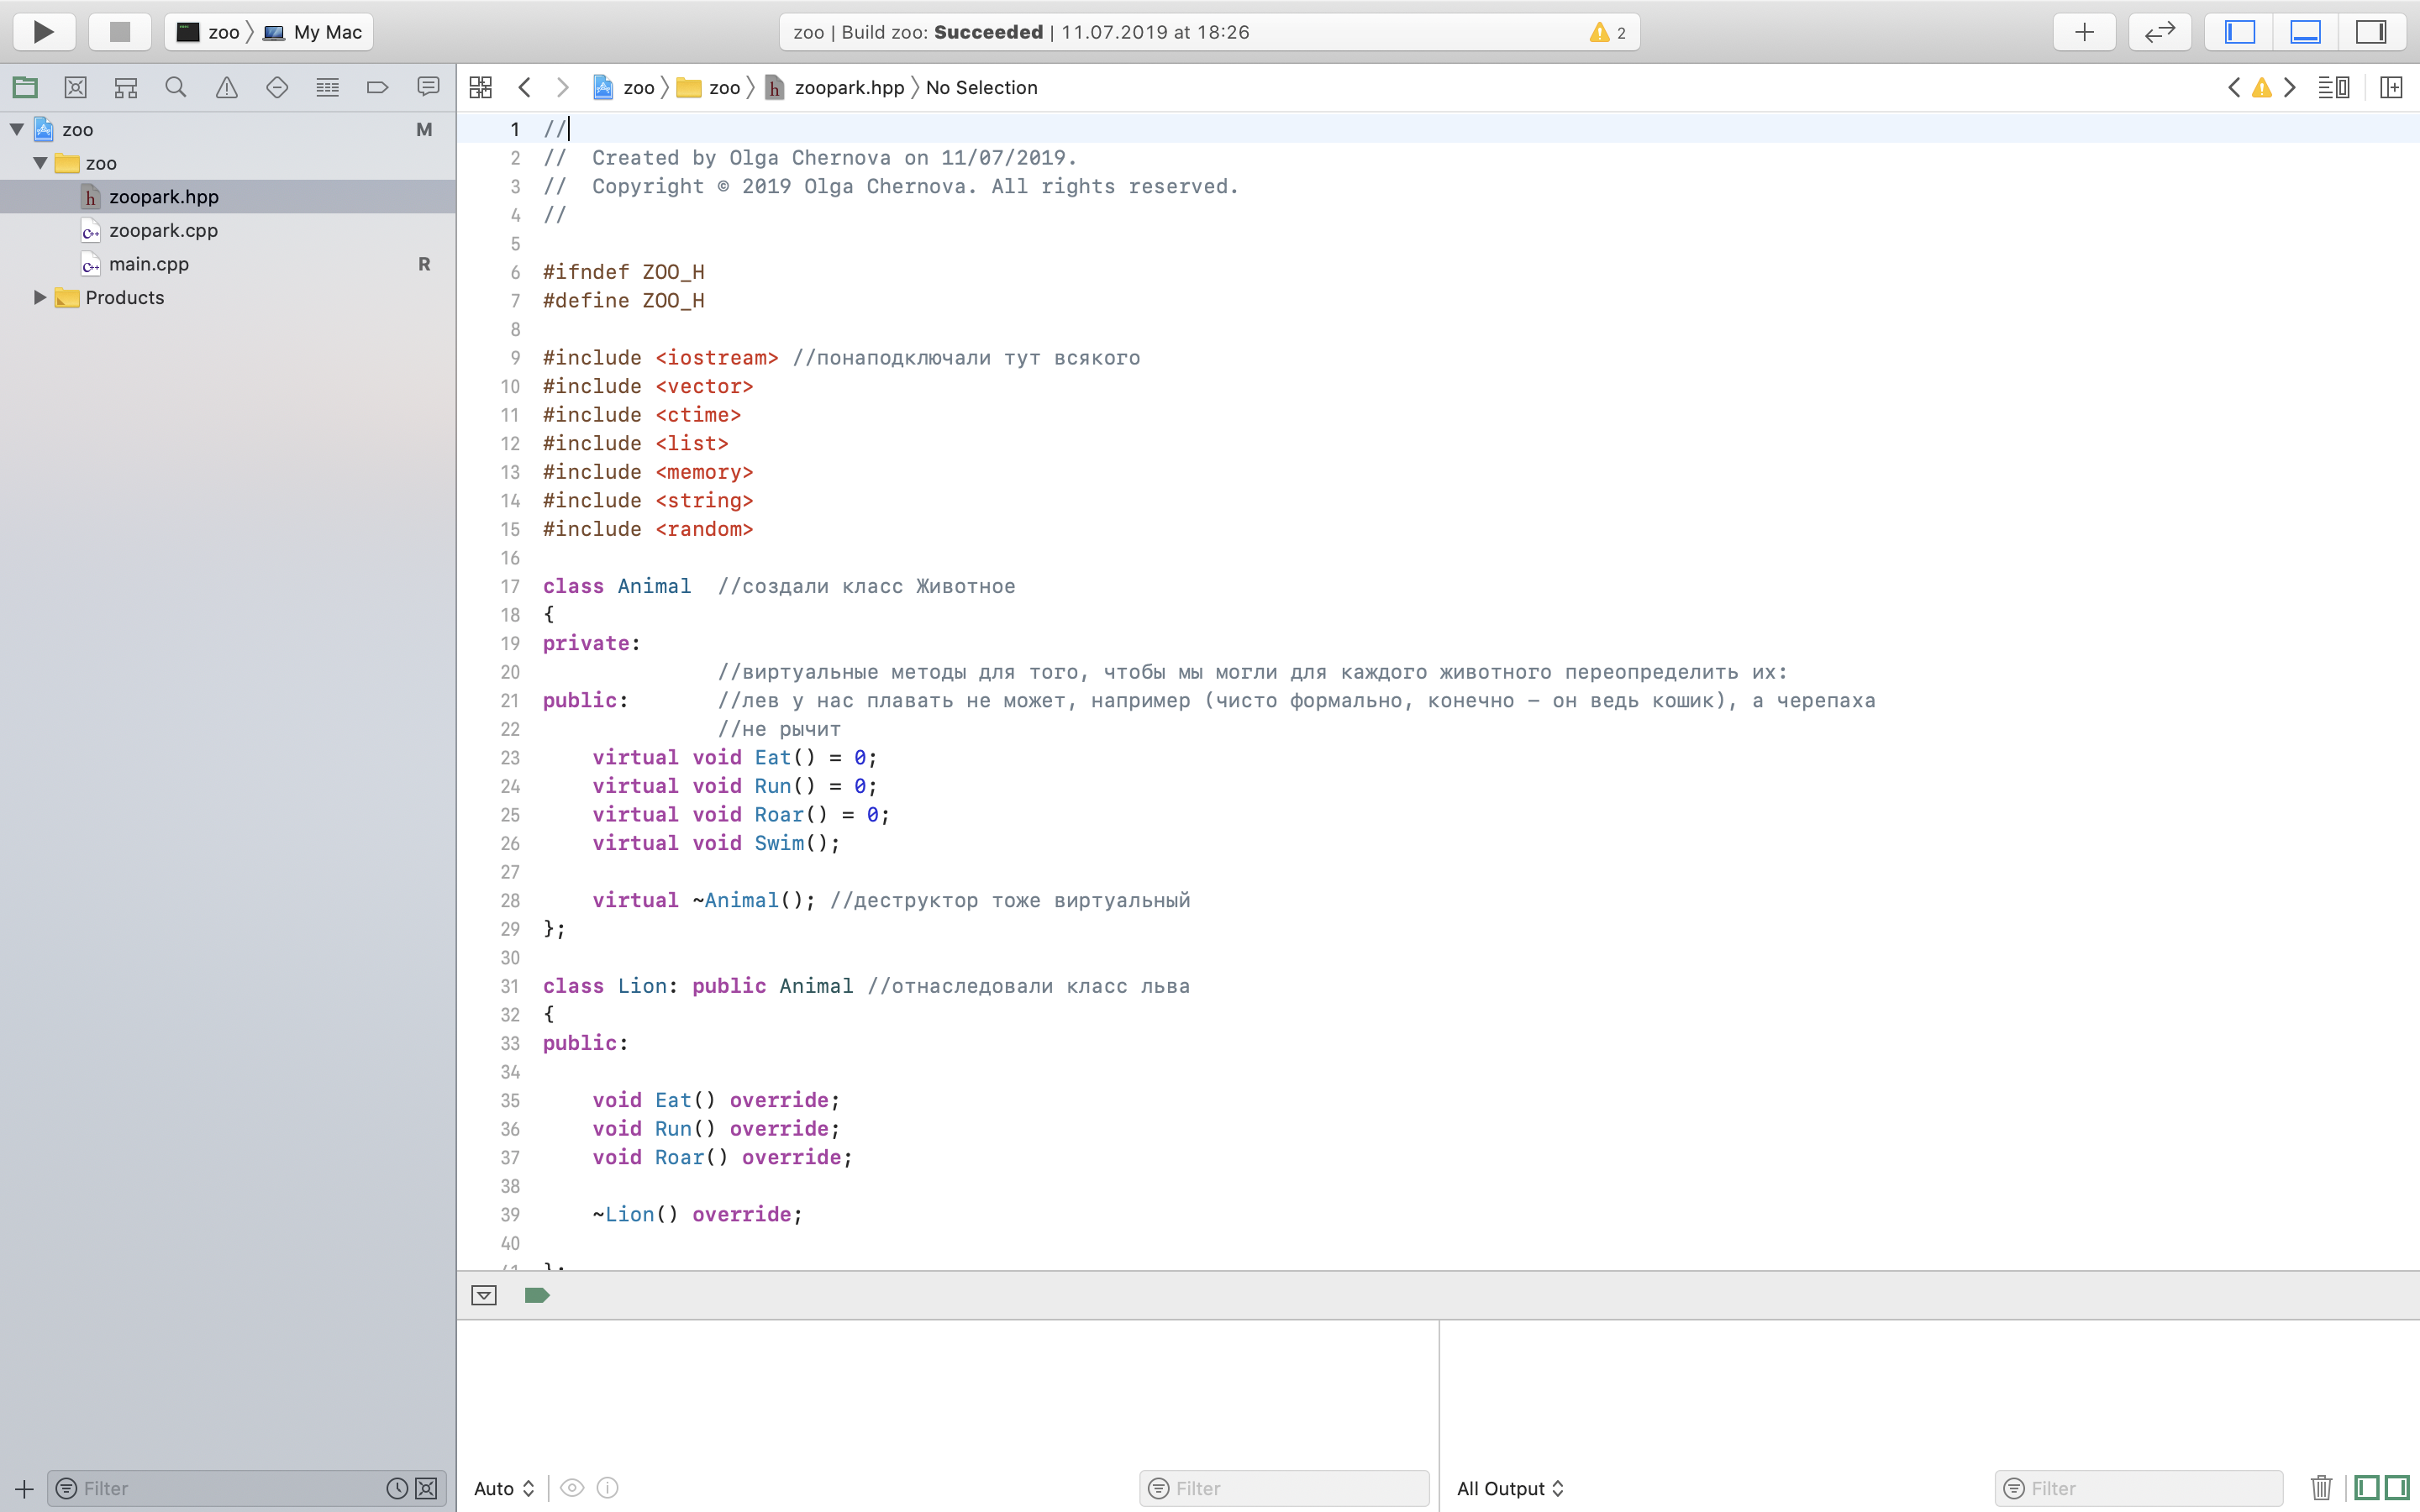 zoo 〉 My Mac
zoo | Build zoo: Succeeded | 11.07.2019 at 18:26
2
zoo 〉 zoo 〉 h zoopark.hpp 〉 No Selection
zoo M
zoo
h zoopark.hpp
C++ zoopark.cpp
C++ main.cpp R
Products
1 //
2 //  Created by Olga Chernova on 11/07/2019.
3 //  Copyright © 2019 Olga Chernova. All rights reserved.
4 //
5
6 #ifndef ZOO_H
7 #define ZOO_H
8
9 #include <iostream> //понаподключали тут всякого
10 #include <vector>
11 #include <ctime>
12 #include <list>
13 #include <memory>
14 #include <string>
15 #include <random>
16
17 class Animal  //создали класс Животное
18 {
19 private:
20               //виртуальные методы для того, чтобы мы могли для каждого животного переопределить их:
21 public:       //лев у нас плавать не может, например (чисто формально, конечно – он ведь кошик), а черепаха
22               //не рычит
23     virtual void Eat() = 0;
24     virtual void Run() = 0;
25     virtual void Roar() = 0;
26     virtual void Swim();
27
28     virtual ~Animal(); //деструктор тоже виртуальный
29 };
30
31 class Lion: public Animal //отнаследовали класс льва
32 {
33 public:
34
35     void Eat() override;
36     void Run() override;
37     void Roar() override;
38
39     ~Lion() override;
40
41 };
Filter
Auto
Filter
All Output
Filter